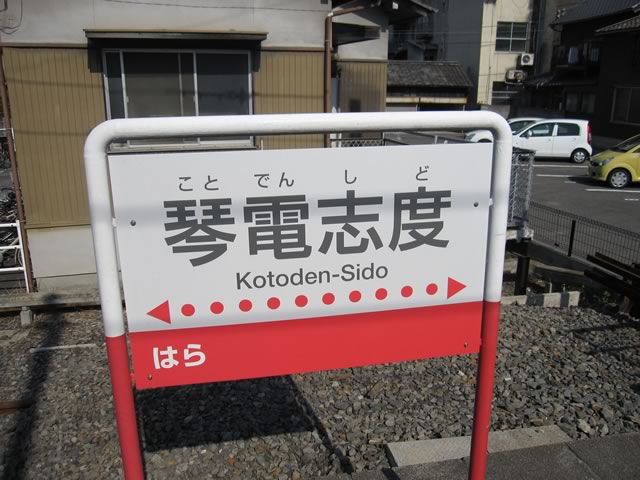 こと でん し ど
琴電志度
Kotoden-Sido
はら